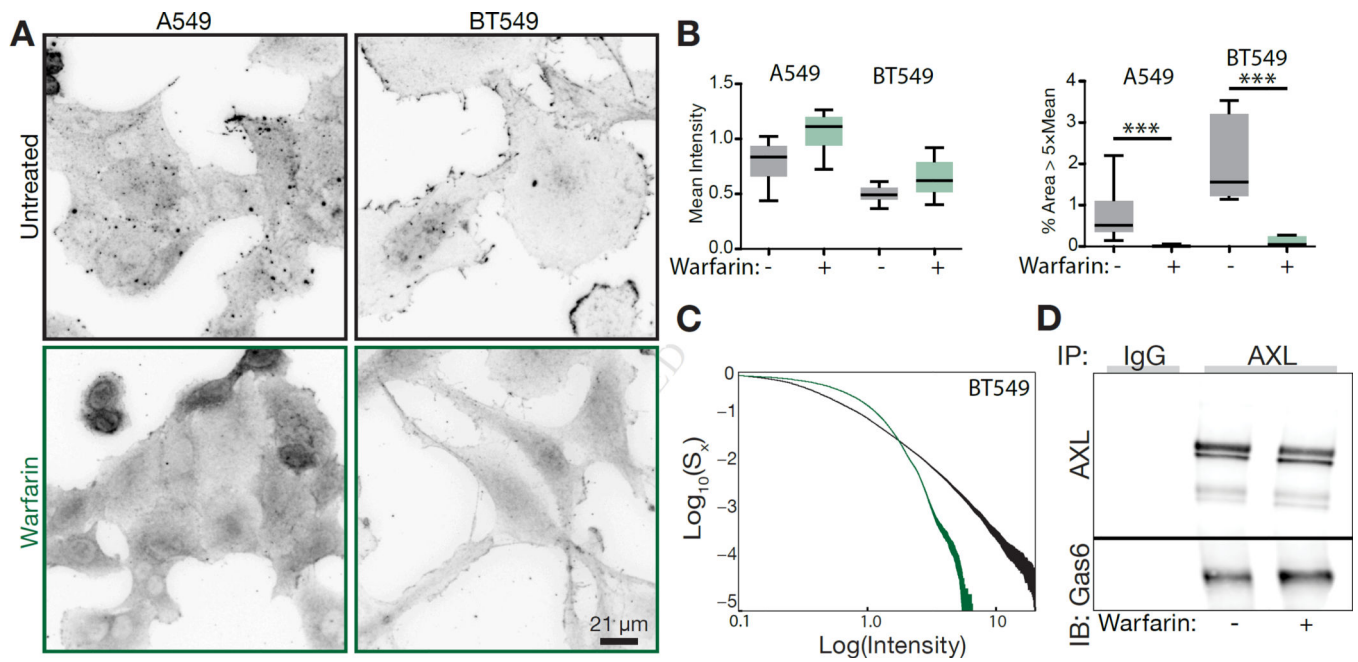 A
A549
BT549
Untreated
Warfarin
21 µm
B
Mean Intensity
1.5
1.0
0.5
0.0
A549
BT549
Warfarin: - + - +
% Area > 5xMean
4
3
2
1
0
A549
BT549
***
***
Warfarin: - + - +
C
BT549
Log10(Sx)
0
−1
−2
−3
−4
−5
0.1 1.0 10
Log(Intensity)
D
IP: IgG AXL
AXL
Gas6
IB:
Warfarin: - +